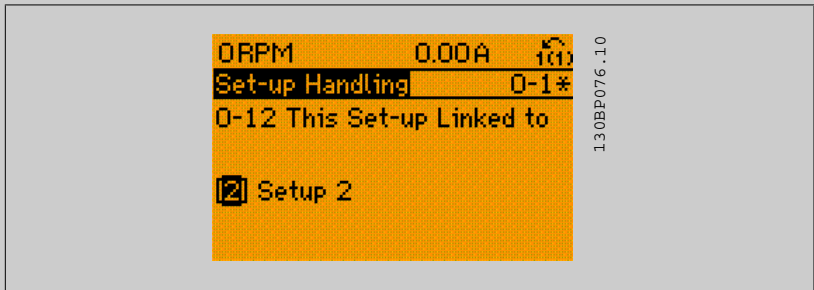 0RPM 0.00A 1(1)
Set-up Handling 0-1*
0-12 This Set-up Linked to
[2] Setup 2
130BP076.10